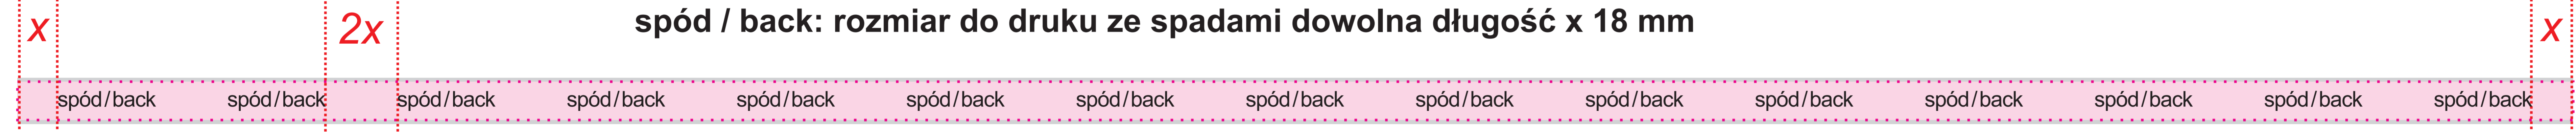 x 2x spód / back: rozmiar do druku ze spadami dowolna długość x 18 mm x
spód/back spód/back spód/back spód/back spód/back spód/back spód/back spód/back spód/back spód/back spód/back spód/back spód/back spód/back spód/back